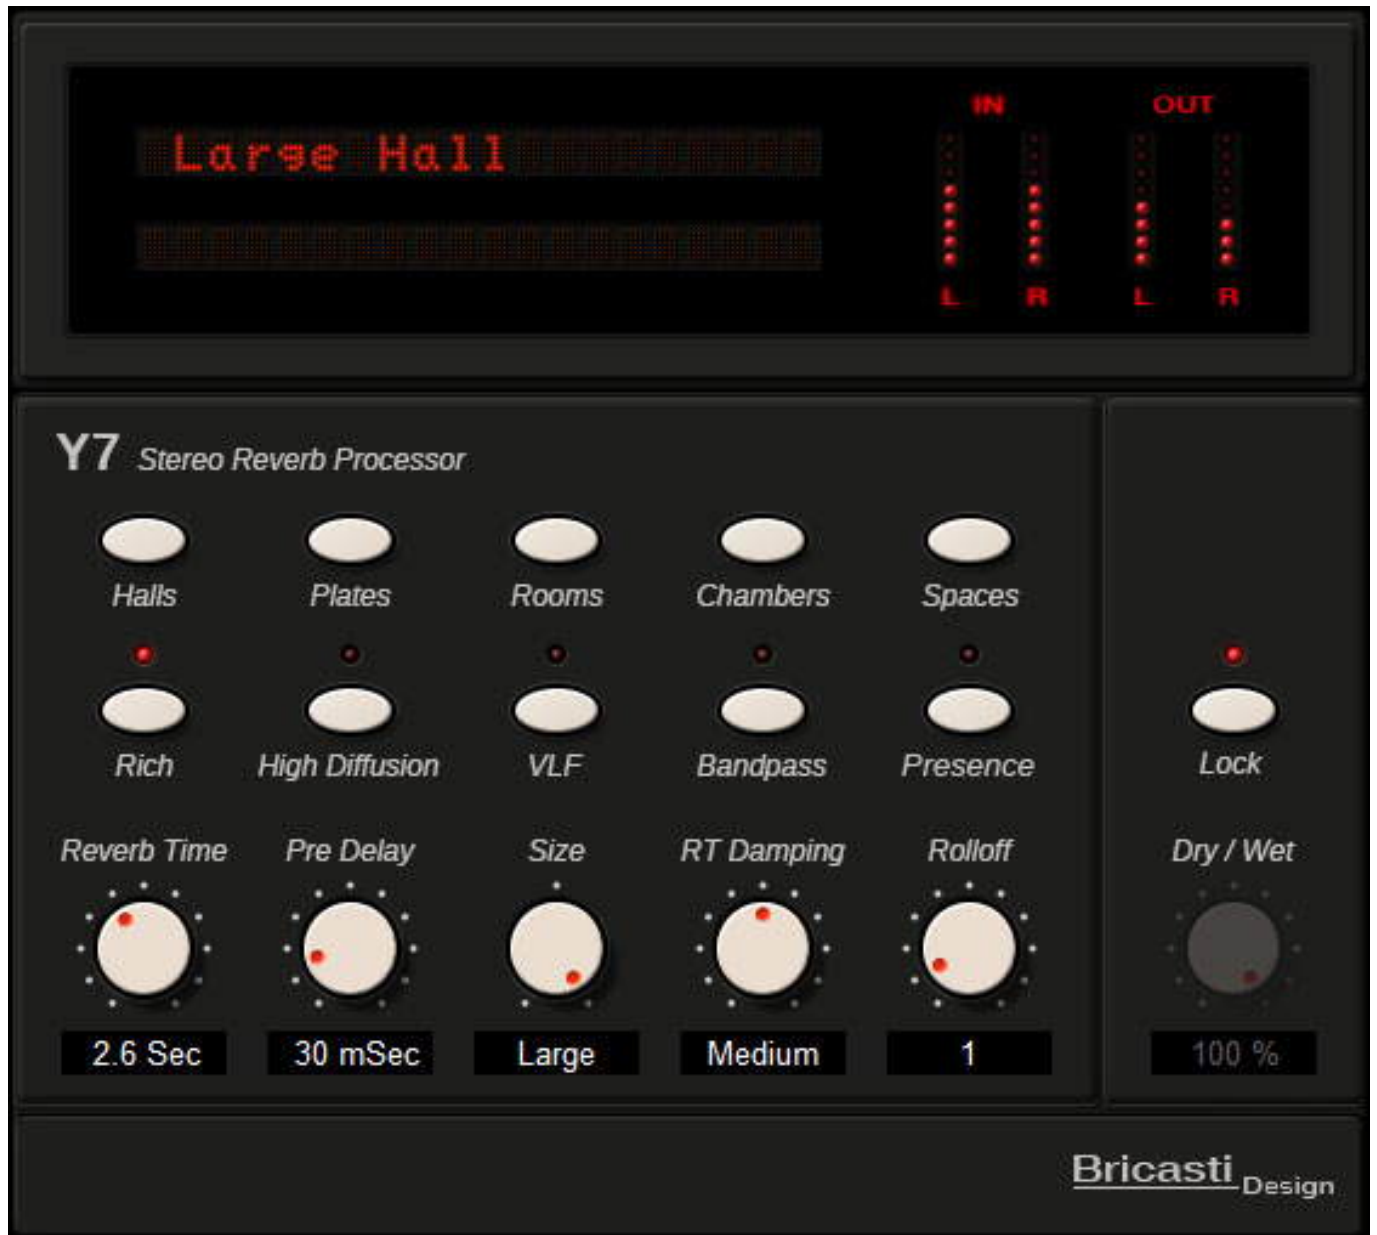 IN OUT
Large Hall
L R L R
Y7 Stereo Reverb Processor
Halls Plates Rooms Chambers Spaces
Rich High Diffusion VLF Bandpass Presence Lock
Reverb Time Pre Delay Size RT Damping Rolloff Dry / Wet
2.6 Sec 30 mSec Large Medium 1 100 %
Bricasti Design